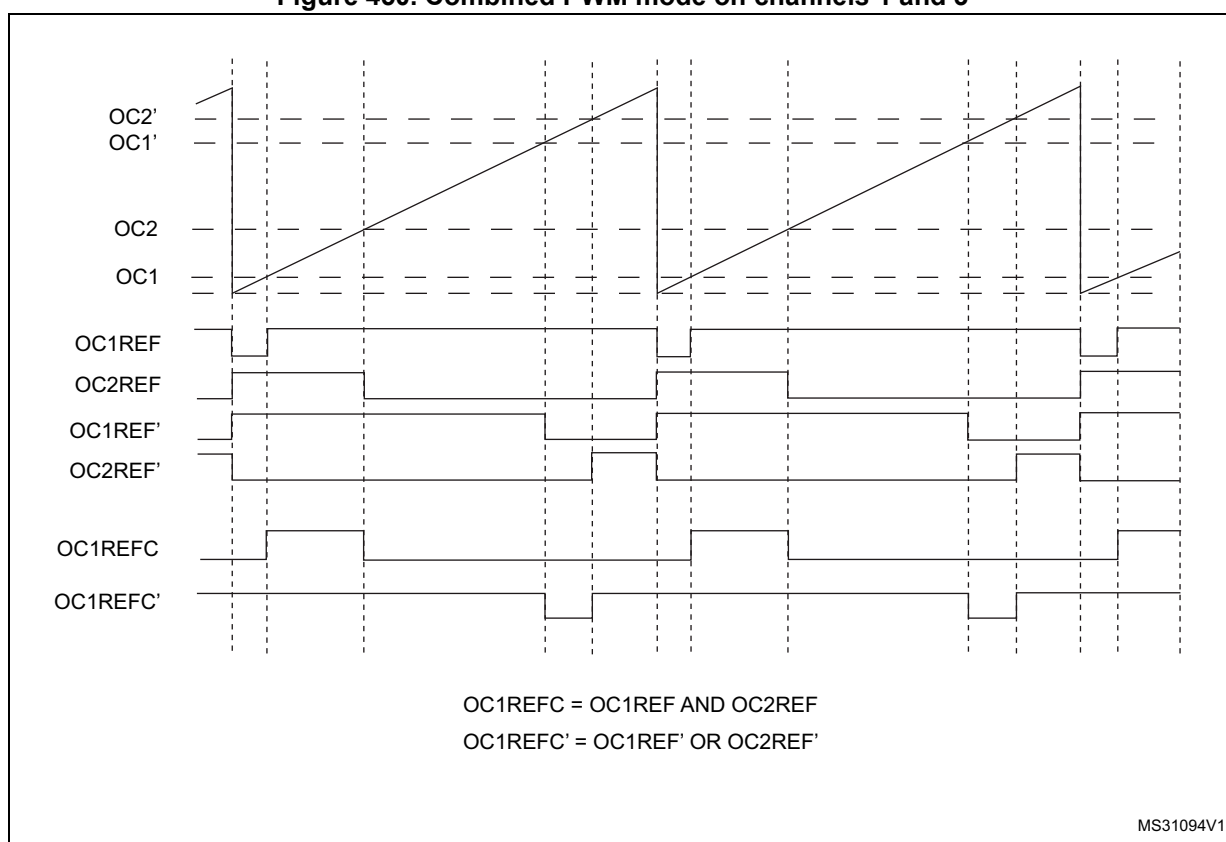 OC2’
OC1’
OC2
OC1
OC1REF
OC2REF
OC1REF’
OC2REF’
OC1REFC
OC1REFC’
OC1REFC = OC1REF AND OC2REF
OC1REFC’ = OC1REF’ OR OC2REF’
MS31094V1